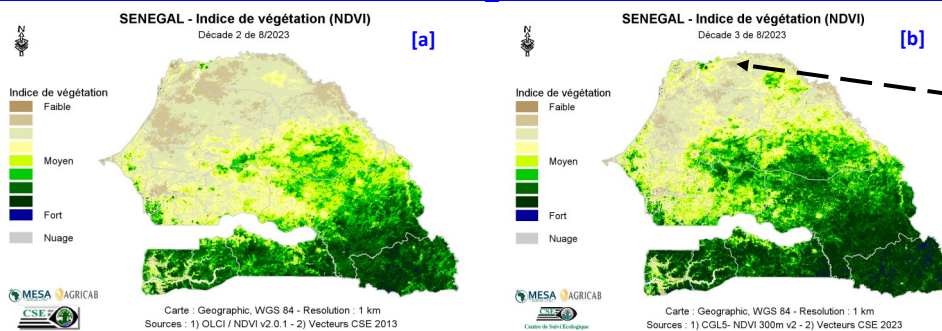 SENEGAL - Indice de végétation (NDVI)
Décade 2 de 8/2023
[a]
N
Indice de végétation
Faible
Moyen
Fort
Nuage
MESA AGRICAB
CSE
Carte : Geographic, WGS 84 - Resolution : 1 km
Sources : 1) OLCI / NDVI v2.0.1 - 2) Vecteurs CSE 2013
SENEGAL - Indice de végétation (NDVI)
Décade 3 de 8/2023
[b]
N
Indice de végétation
Faible
Moyen
Fort
Nuage
MESA AGRICAB
CSE
Centre de Suivi Ecologique
Carte : Geographic, WGS 84 - Resolution : 1 km
Sources : 1) CGL5- NDVI 300m v2 - 2) Vecteurs CSE 2023